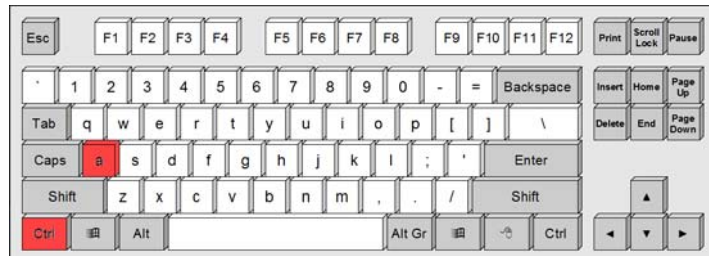 Esc F1 F2 F3 F4 F5 F6 F7 F8 F9 F10 F11 F12 Print Scroll Lock Pause
` 1 2 3 4 5 6 7 8 9 0 - = Backspace Insert Home Page Up
Tab q w e r t y u i o p [ ] \ Delete End Page Down
Caps a s d f g h j k l ; ' Enter
Shift z x c v b n m , . / Shift ▲
Ctrl Alt Alt Gr Ctrl ◄ ▼ ►